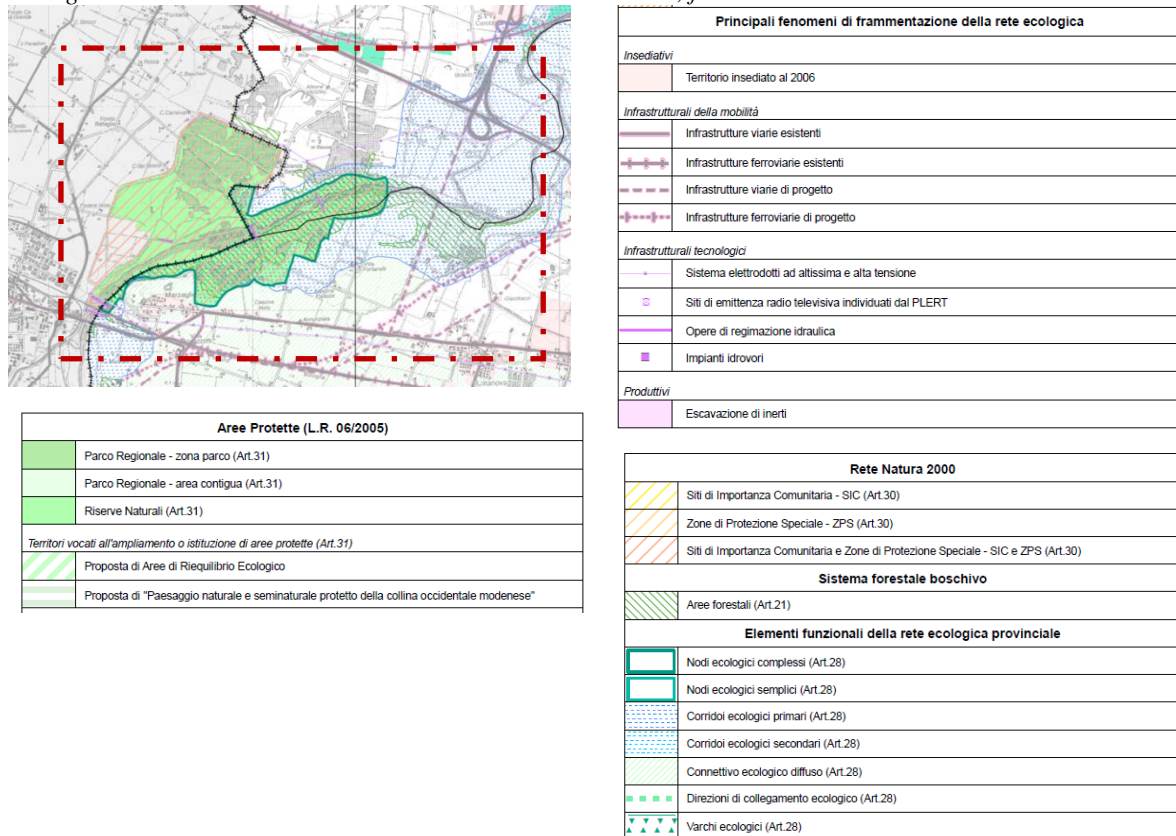 Principali fenomeni di frammentazione della rete ecologica
Insediativi
Territorio insediato al 2006
Infrastrutturali della mobilità
Infrastrutture viarie esistenti
Infrastrutture ferroviarie esistenti
Infrastrutture viarie di progetto
Infrastrutture ferroviarie di progetto
Infrastrutturali tecnologici
Sistema elettrodotti ad altissima e alta tensione
Siti di emittenza radio televisiva individuati dal PLERT
Opere di regimazione idraulica
Impianti idrovori
Produttivi
Escavazione di inerti
Aree Protette (L.R. 06/2005)
Parco Regionale - zona parco (Art.31)
Parco Regionale - area contigua (Art.31)
Riserve Naturali (Art.31)
Territori vocati all'ampliamento o istituzione di aree protette (Art.31)
Proposta di Aree di Riequilibrio Ecologico
Proposta di "Paesaggio naturale e seminaturale protetto della collina occidentale modenese"
Rete Natura 2000
Siti di Importanza Comunitaria - SIC (Art.30)
Zone di Protezione Speciale - ZPS (Art.30)
Siti di Importanza Comunitaria e Zone di Protezione Speciale - SIC e ZPS (Art.30)
Sistema forestale boschivo
Aree forestali (Art.21)
Elementi funzionali della rete ecologica provinciale
Nodi ecologici complessi (Art.28)
Nodi ecologici semplici (Art.28)
Corridoi ecologici primari (Art.28)
Corridoi ecologici secondari (Art.28)
Connettivo ecologico diffuso (Art.28)
Direzioni di collegamento ecologico (Art.28)
Varchi ecologici (Art.28)